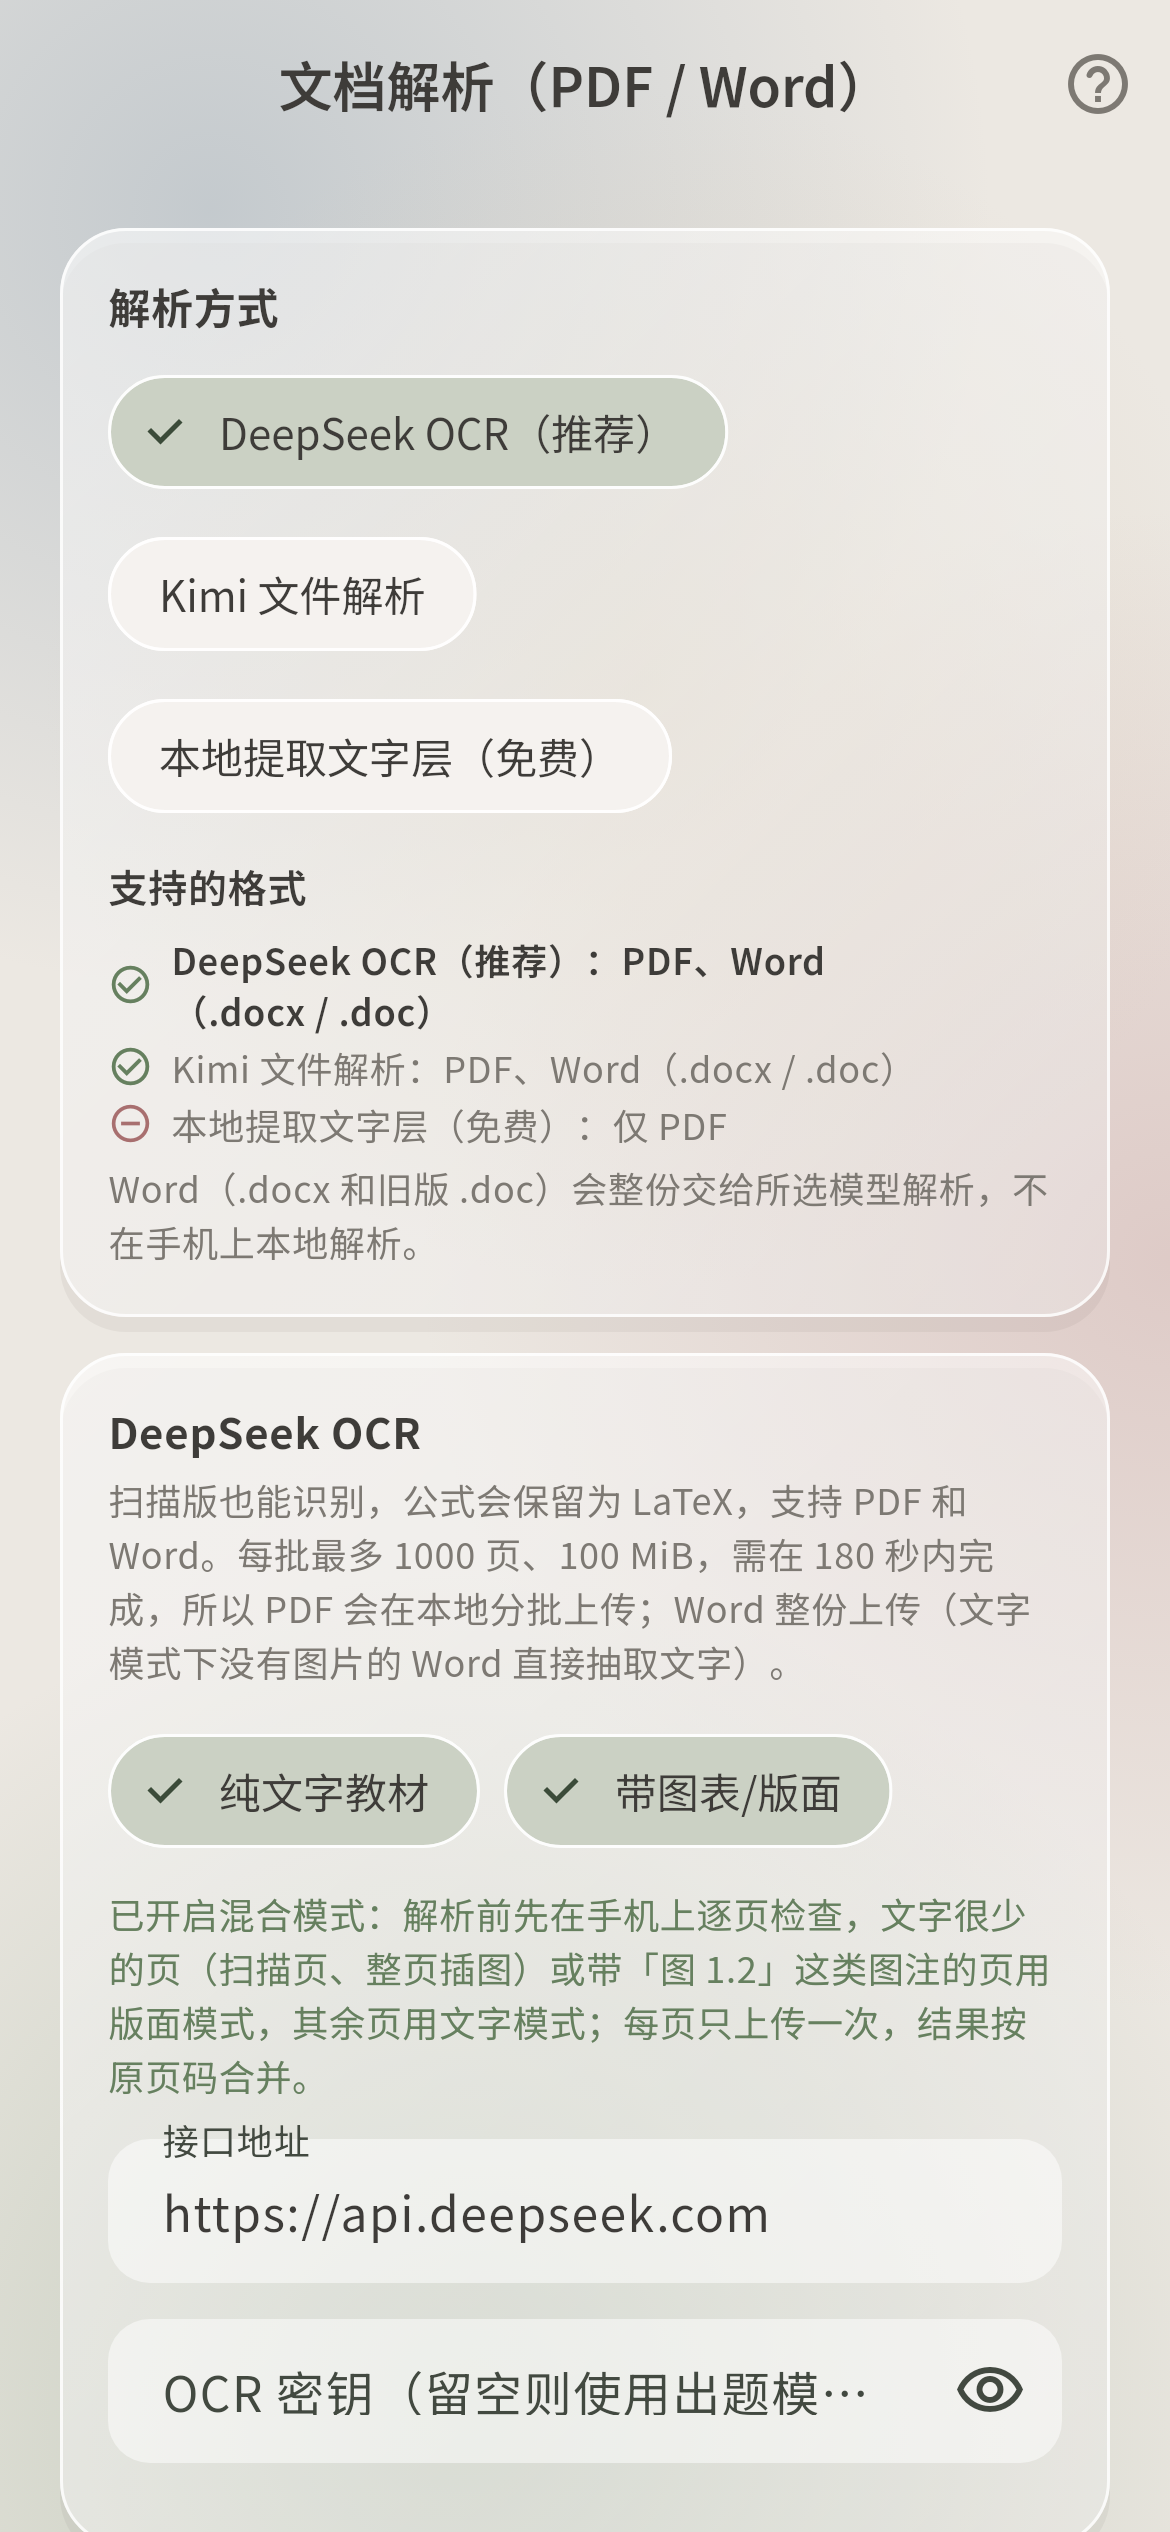 文档解析（PDF / Word）
解析方式
DeepSeek OCR（推荐）
Kimi 文件解析
本地提取文字层（免费）
支持的格式
DeepSeek OCR（推荐）：PDF、Word
（.docx / .doc）
Kimi 文件解析：PDF、Word（.docx / .doc）
本地提取文字层（免费）：仅 PDF
Word（.docx 和旧版 .doc）会整份交给所选模型解析，不
在手机上本地解析。
DeepSeek OCR
扫描版也能识别，公式会保留为 LaTeX，支持 PDF 和
Word。每批最多 1000 页、100 MiB，需在 180 秒内完
成，所以 PDF 会在本地分批上传；Word 整份上传（文字
模式下没有图片的 Word 直接抽取文字）。
纯文字教材
带图表/版面
已开启混合模式：解析前先在手机上逐页检查，文字很少
的页（扫描页、整页插图）或带「图 1.2」这类图注的页用
版面模式，其余页用文字模式；每页只上传一次，结果按
原页码合并。
接口地址
https://api.deepseek.com
OCR 密钥（留空则使用出题模…